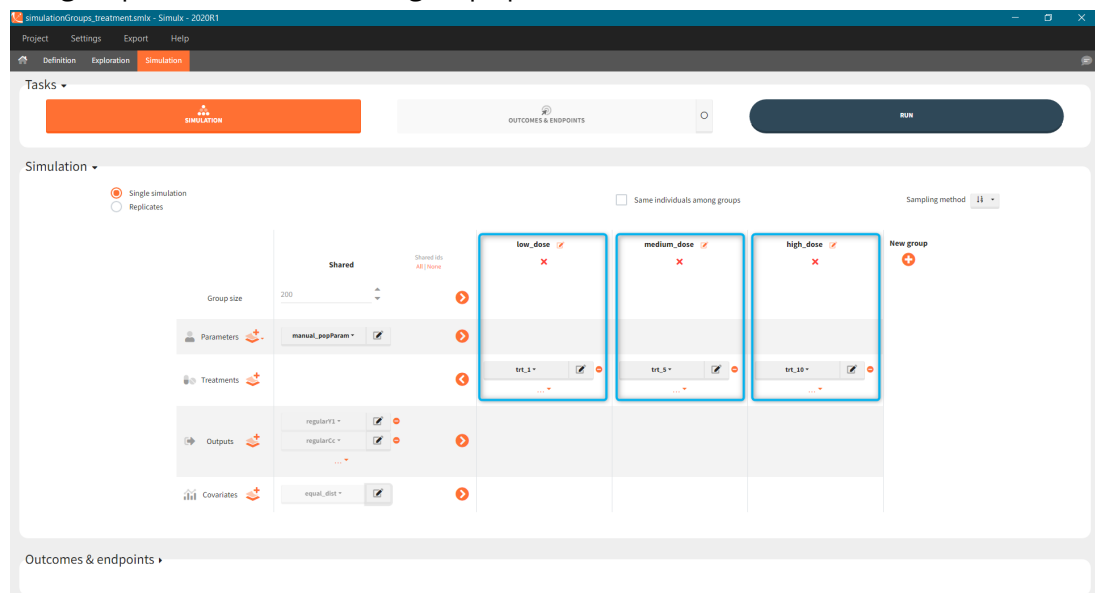 simulationGroups_treatment.smlx - Simulx - 2020R1
Project Settings Export Help
Definition Exploration Simulation
Tasks
SIMULATION
OUTCOMES & ENDPOINTS
RUN
Simulation
Single simulation
Replicates
Same individuals among groups
Sampling method
Shared
Shared ids
All | None
low_dose
medium_dose
high_dose
New group
Group size 200
Parameters manual_popParam
Treatments trt_1 trt_5 trt_10
... ... ...
regularY1
Outputs regularCc
...
Covariates equal_dist
Outcomes & endpoints